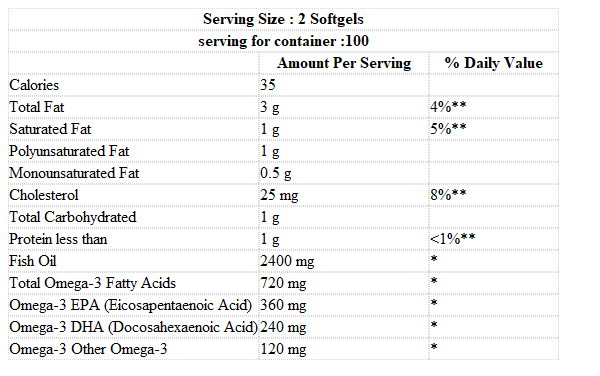 Serving Size : 2 Softgels
serving for container :100
Amount Per Serving % Daily Value
Calories 35
Total Fat 3 g 4%**
Saturated Fat 1 g 5%**
Polyunsaturated Fat 1 g
Monounsaturated Fat 0.5 g
Cholesterol 25 mg 8%**
Total Carbohydrated 1 g
Protein less than 1 g <1%**
Fish Oil 2400 mg *
Total Omega-3 Fatty Acids 720 mg *
Omega-3 EPA (Eicosapentaenoic Acid) 360 mg *
Omega-3 DHA (Docosahexaenoic Acid) 240 mg *
Omega-3 Other Omega-3 120 mg *